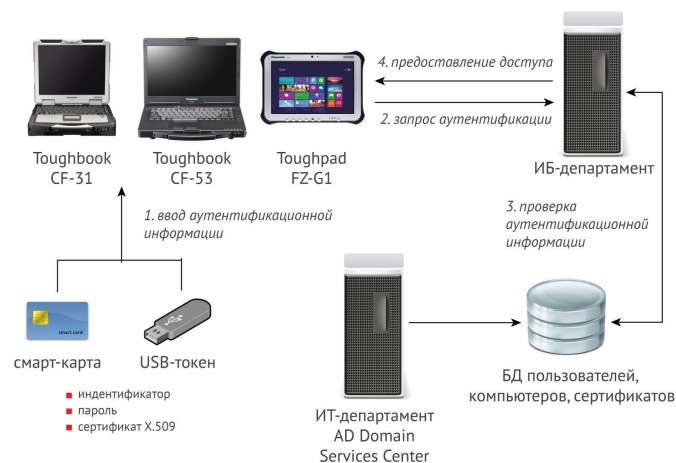 4. предоставление доступа
2. запрос аутентификации
Toughbook
CF-31
Toughbook
CF-53
Toughpad
FZ-G1
ИБ-департамент
1. ввод аутентификационной
информации
3. проверка
аутентификационной
информации
smart card
смарт-карта
USB-токен
индентификатор
пароль
сертификат X.509
ИТ-департамент
AD Domain
Services Center
БД пользователей,
компьютеров, сертификатов